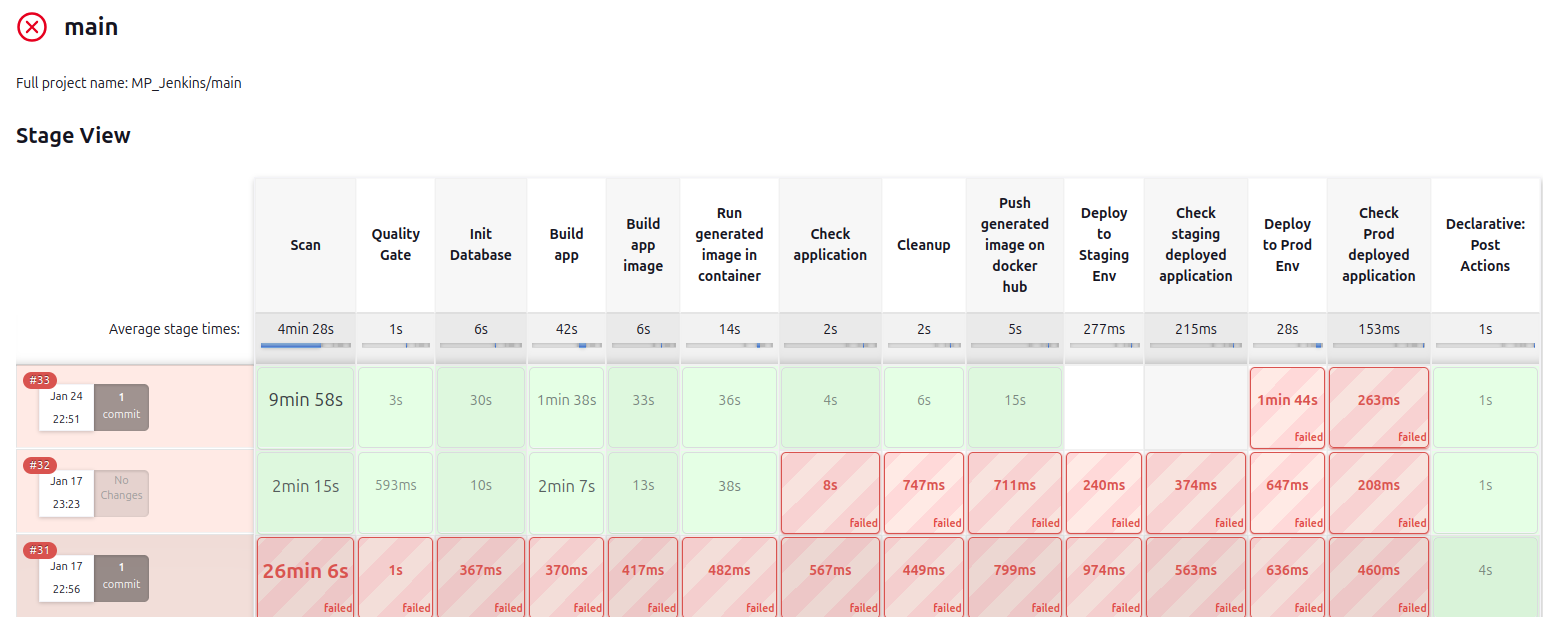 main
Full project name: MP_Jenkins/main
Stage View
Scan
Quality
Gate
Init
Database
Build
app
Build
app
image
Run
generated
image in
container
Check
application
Cleanup
Push
generated
image on
docker
hub
Deploy
to
Staging
Env
Check
staging
deployed
application
Deploy
to Prod
Env
Check
Prod
deployed
application
Declarative:
Post
Actions
Average stage times:
4min 28s
1s
6s
42s
6s
14s
2s
2s
5s
277ms
215ms
28s
153ms
1s
#33
Jan 24
22:51
1
commit
9min 58s
3s
30s
1min 38s
33s
36s
4s
6s
15s
1min 44s
failed
263ms
failed
1s
#32
Jan 17
23:23
No
Changes
2min 15s
593ms
10s
2min 7s
13s
38s
8s
failed
747ms
failed
711ms
failed
240ms
failed
374ms
failed
647ms
failed
208ms
failed
1s
#31
Jan 17
22:56
1
commit
26min 6s
failed
1s
failed
367ms
failed
370ms
failed
417ms
failed
482ms
failed
567ms
failed
449ms
failed
799ms
failed
974ms
failed
563ms
failed
636ms
failed
460ms
failed
4s